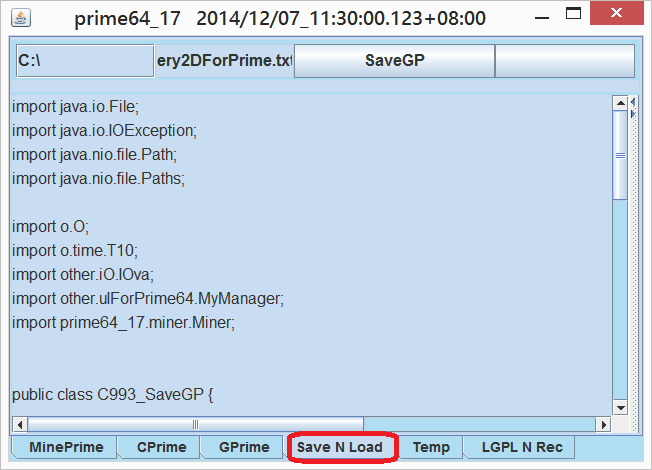 prime64_17 2014/12/07_11:30:00.123+08:00
C:\ ery2DForPrime.txt SaveGP
import java.io.File;
import java.io.IOException;
import java.nio.file.Path;
import java.nio.file.Paths;
import o.O;
import o.time.T10;
import other.iO.IOva;
import other.ulForPrime64.MyManager;
import prime64_17.miner.Miner;
public class C993_SaveGP {
MinePrime CPrime GPrime Save N Load Temp LGPL N Rec